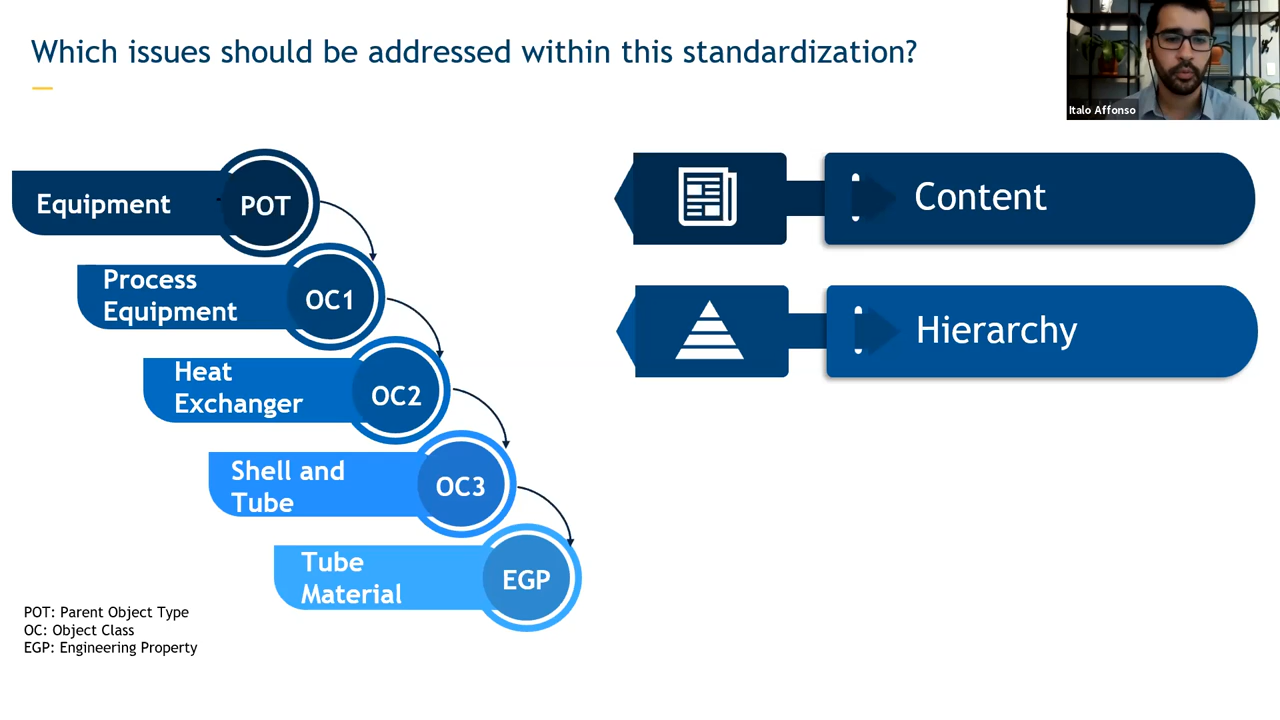 Which issues should be addressed within this standardization?
Italo Affonso
Equipment
POT
Process
Equipment
OC1
Heat
Exchanger
OC2
Shell and
Tube
OC3
Tube
Material
EGP
Content
Hierarchy
POT: Parent Object Type
OC: Object Class
EGP: Engineering Property